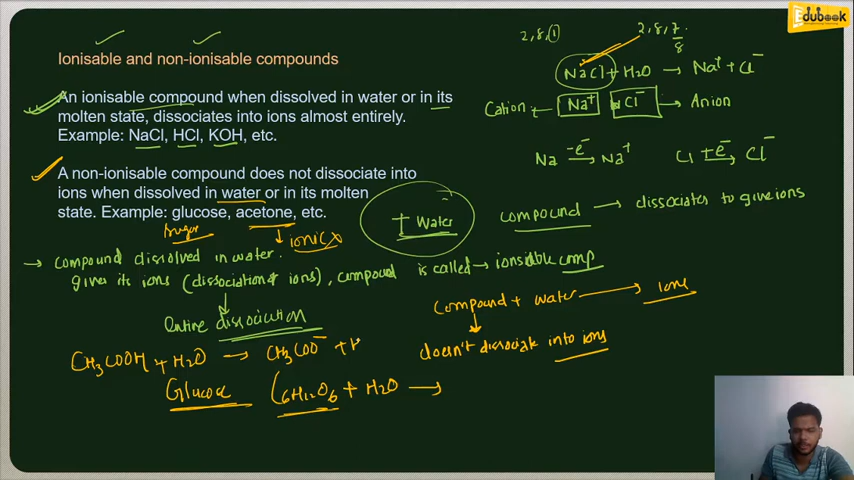 Edubook
2,8,1
2,8,7
8
Ionisable and non-ionisable compounds
NaCl + H2O → Na+ + Cl-
An ionisable compound when dissolved in water or in its
molten state, dissociates into ions almost entirely.
Example: NaCl, HCl, KOH, etc.
Cation ← Na+ Cl- → Anion
Na -e-→ Na+ Cl +e-→ Cl-
A non-ionisable compound does not dissociate into
ions when dissolved in water or in its molten
state. Example: glucose, acetone, etc.
Sugar
ionic x
+ Water
compound → dissociates to give ions
→ compound dissolved in water.
gives its ions (dissociation of ions), compound is called → ionisable comp
Entire dissociation
Compound + water → ions
doesn't dissociate into ions
CH3COOH + H2O → CH3COO- + H
Glucose C6H12O6 + H2O →